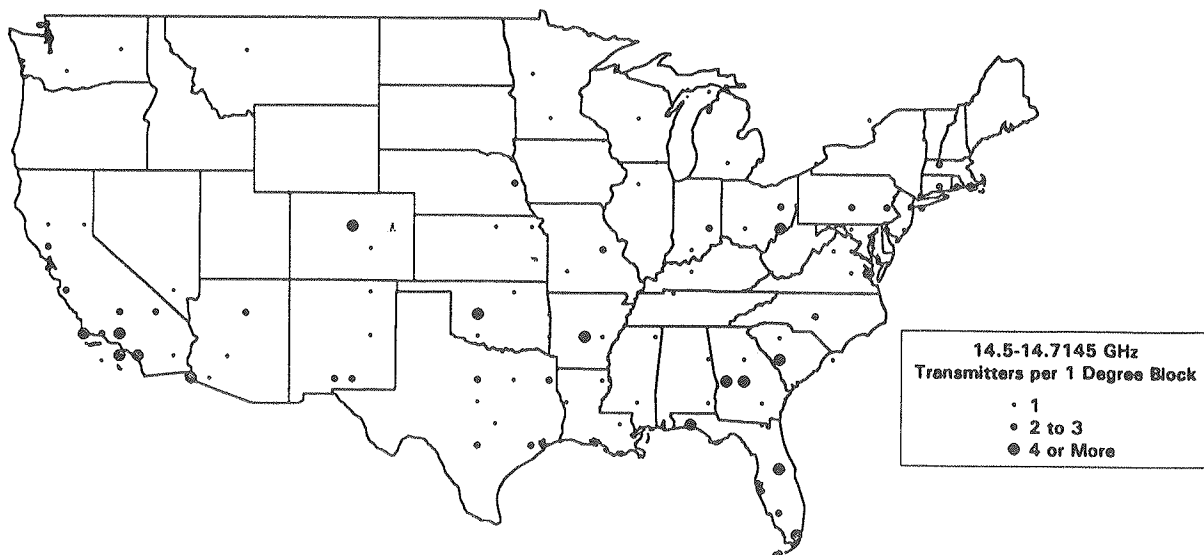 14.5-14.7145 GHz
Transmitters per 1 Degree Block
1
2 to 3
4 or More